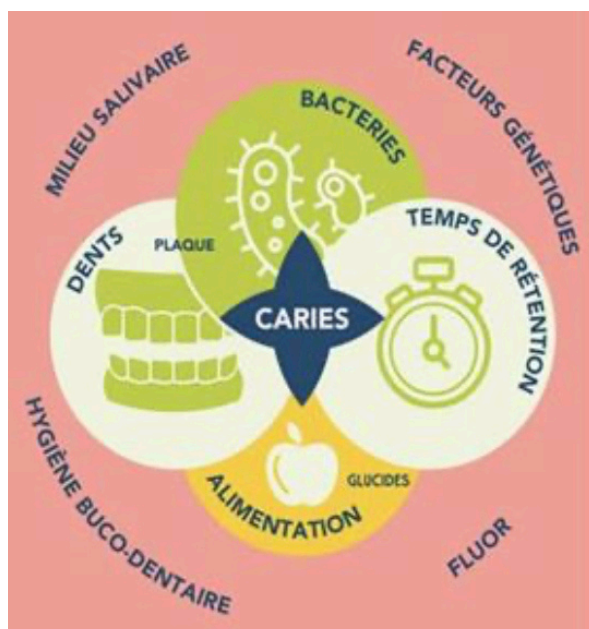 MILIEU SALIVAIRE
FACTEURS GÉNÉTIQUES
BACTERIES
DENTS
PLAQUE
TEMPS DE RÉTENTION
CARIES
GLUCIDES
ALIMENTATION
HYGIÈNE BUCO-DENTAIRE
FLUOR